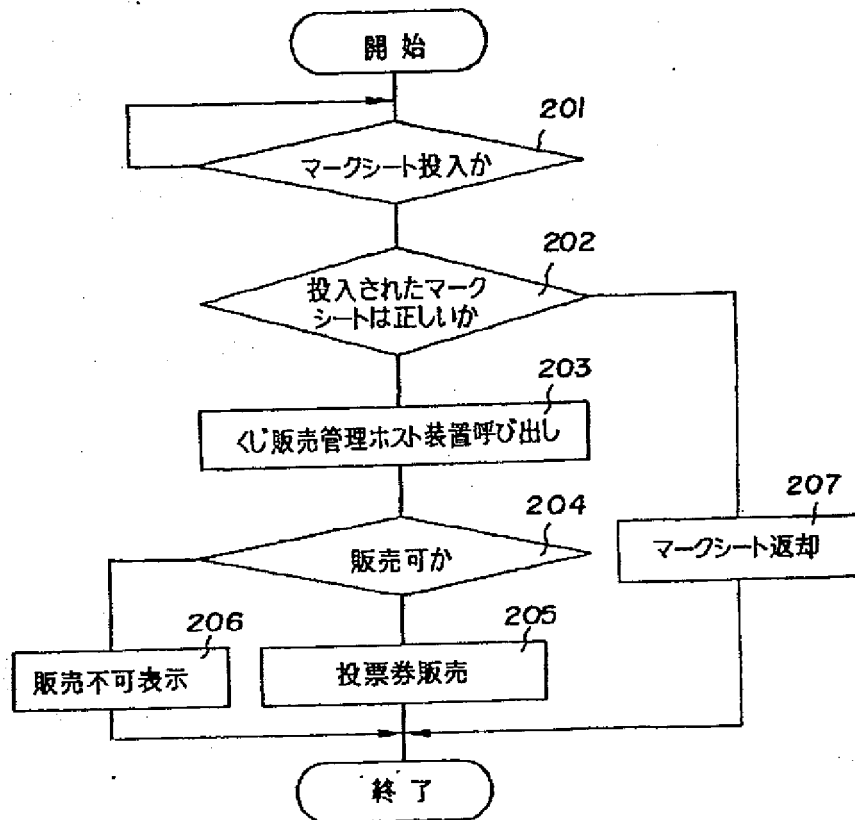 開始
201
マークシート投入か
202
投入されたマーク
シートは正しいか
203
くじ販売管理ホスト装置呼び出し
204
販売可か
207
マークシート返却
206
販売不可表示
205
投票券販売
終了